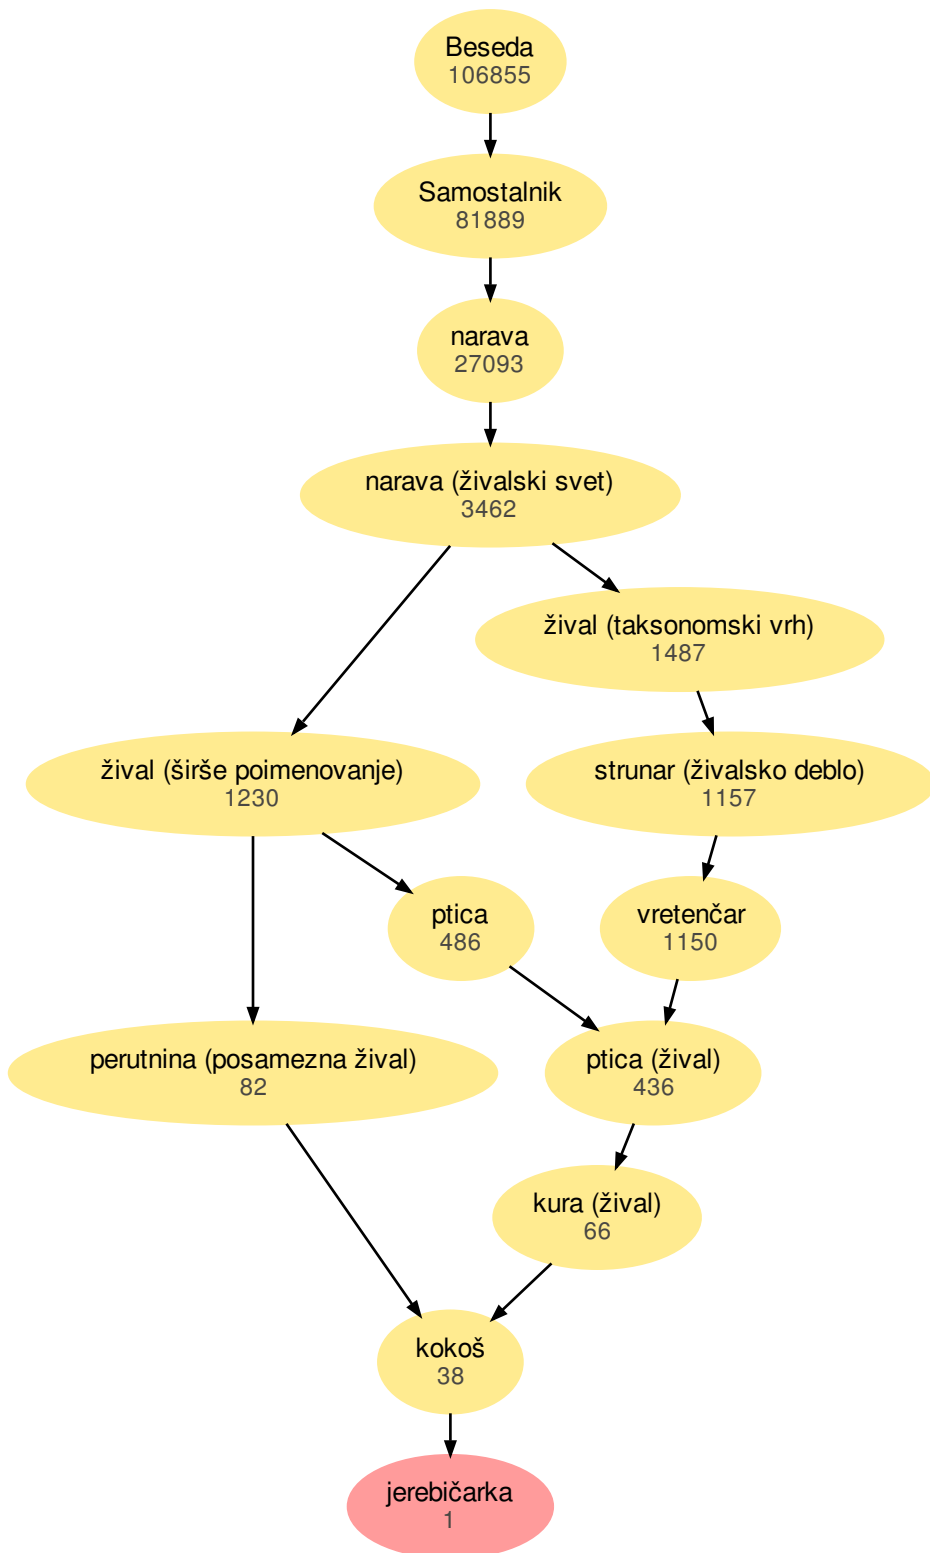 Beseda
106855
Samostalnik
81889
narava
27093
narava (živalski svet)
3462
žival (taksonomski vrh)
1487
žival (širše poimenovanje)
1230
strunar (živalsko deblo)
1157
ptica
486
vretenčar
1150
perutnina (posamezna žival)
82
ptica (žival)
436
kura (žival)
66
kokoš
38
jerebičarka
1